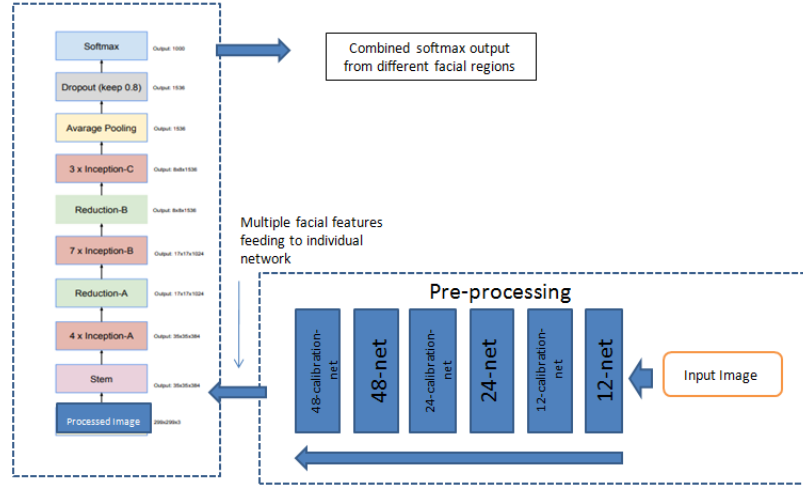 Softmax
Output: 1000
Dropout (keep 0.8)
Output: 1536
Avarage Pooling
Output: 1536
3 x Inception-C
Output: 8x8x1536
Reduction-B
Output: 8x8x1536
7 x Inception-B
Output: 17x17x1024
Reduction-A
Output: 17x17x1024
4 x Inception-A
Output: 35x35x384
Stem
Output: 35x35x384
Processed Image
299x299x3
Combined softmax output
from different facial regions
Multiple facial features
feeding to individual
network
Pre-processing
48-calibration-
net
48-net
24-calibration-
net
24-net
12-calibration-
net
12-net
Input Image